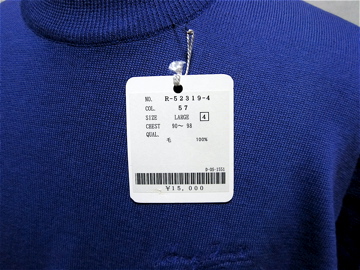 NO. R-52319-4
COL. 57
SIZE LARGE 4
CHEST 90～ 98
QUAL.
毛 100%
¥15,000